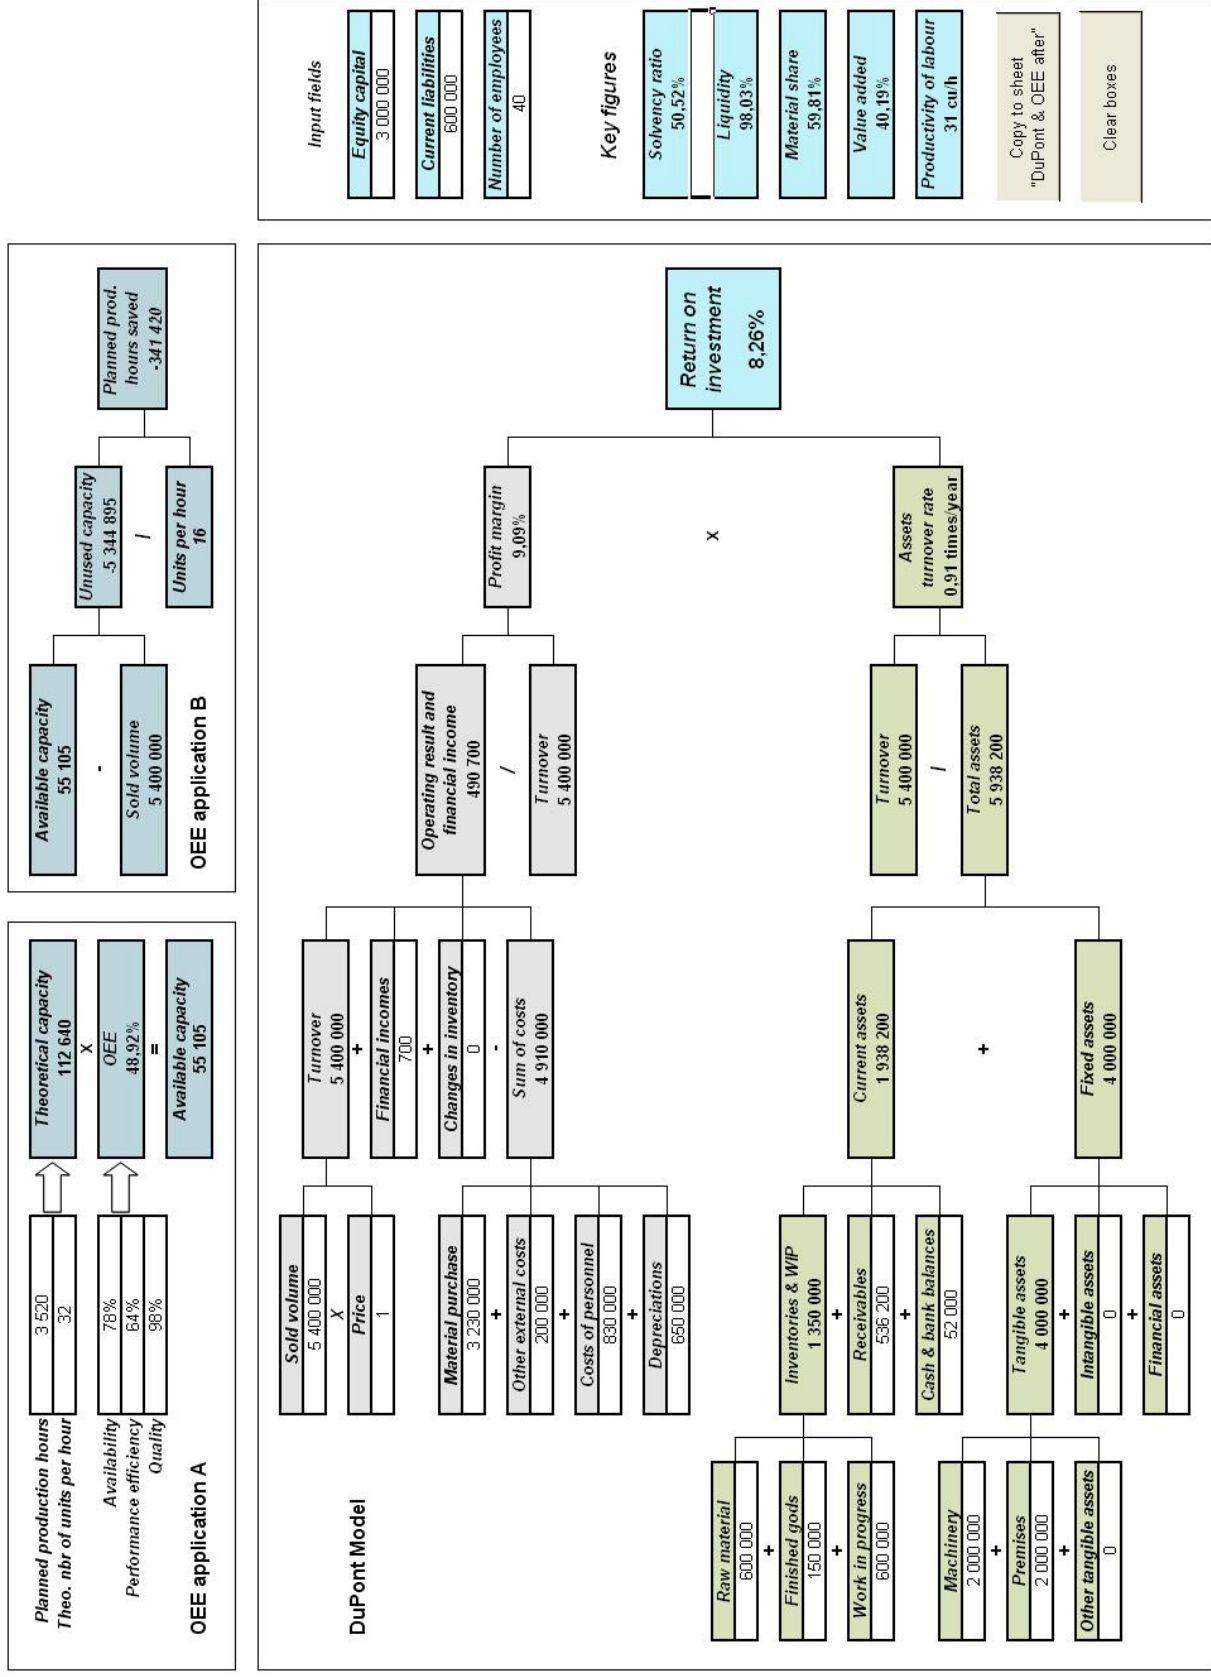 Planned production hours 3 520
Theo. nbr of units per hour 32
Availability 78%
Performance efficiency 64%
Quality 98%
OEE application A
Theoretical capacity
112 640
X
OEE
48,92%
=
Available capacity
55 105
Available capacity
55 105
-
Sold volume
5 400 000
OEE application B
Unused capacity
-5 344 895
/
Units per hour
16
Planned prod.
hours saved
-341 420
DuPont Model
Sold volume
5 400 000
X
Price
1
Material purchase
3 230 000
+
Other external costs
200 000
+
Costs of personnel
830 000
+
Depreciations
650 000
Turnover
5 400 000
+
Financial incomes
700
+
Changes in inventory
0
-
Sum of costs
4 910 000
Operating result and
financial income
490 700
/
Turnover
5 400 000
Profit margin
9,09%
X
Return on
investment
8,26%
Raw material
600 000
+
Finished gods
150 000
+
Work in progress
600 000
Machinery
2 000 000
+
Premises
2 000 000
+
Other tangible assets
0
Inventories & WIP
1 350 000
+
Receivables
536 200
+
Cash & bank balances
52 000
Tangible assets
4 000 000
+
Intangible assets
0
+
Financial assets
0
Current assets
1 938 200
+
Fixed assets
4 000 000
Turnover
5 400 000
/
Total assets
5 938 200
Assets
turnover rate
0,91 times/year
Input fields
Equity capital
3 000 000
Current liabilities
600 000
Number of employees
40
Key figures
Solvency ratio
50,52%
Liquidity
98,03%
Material share
59,81%
Value added
40,19%
Productivity of labour
31 cu/h
Copy to sheet
"DuPont & OEE after"
Clear boxes